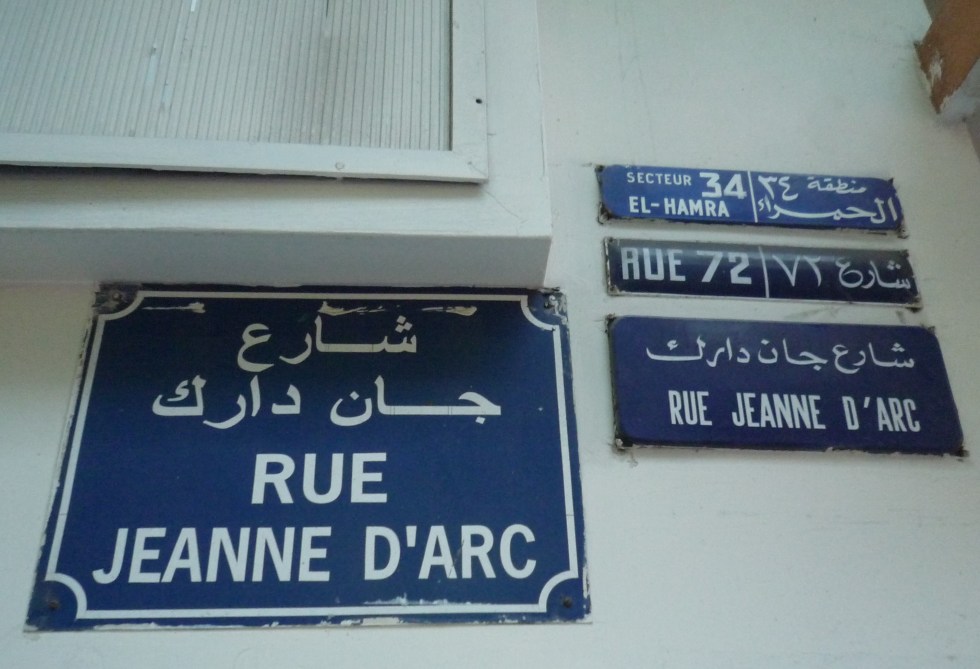 شارع
جان دارك
RUE
JEANNE D'ARC
SECTEUR 34 منطقة ٣٤
EL-HAMRA الحمراء
RUE 72 شارع ٧٢
شارع جان دارك
RUE JEANNE D'ARC